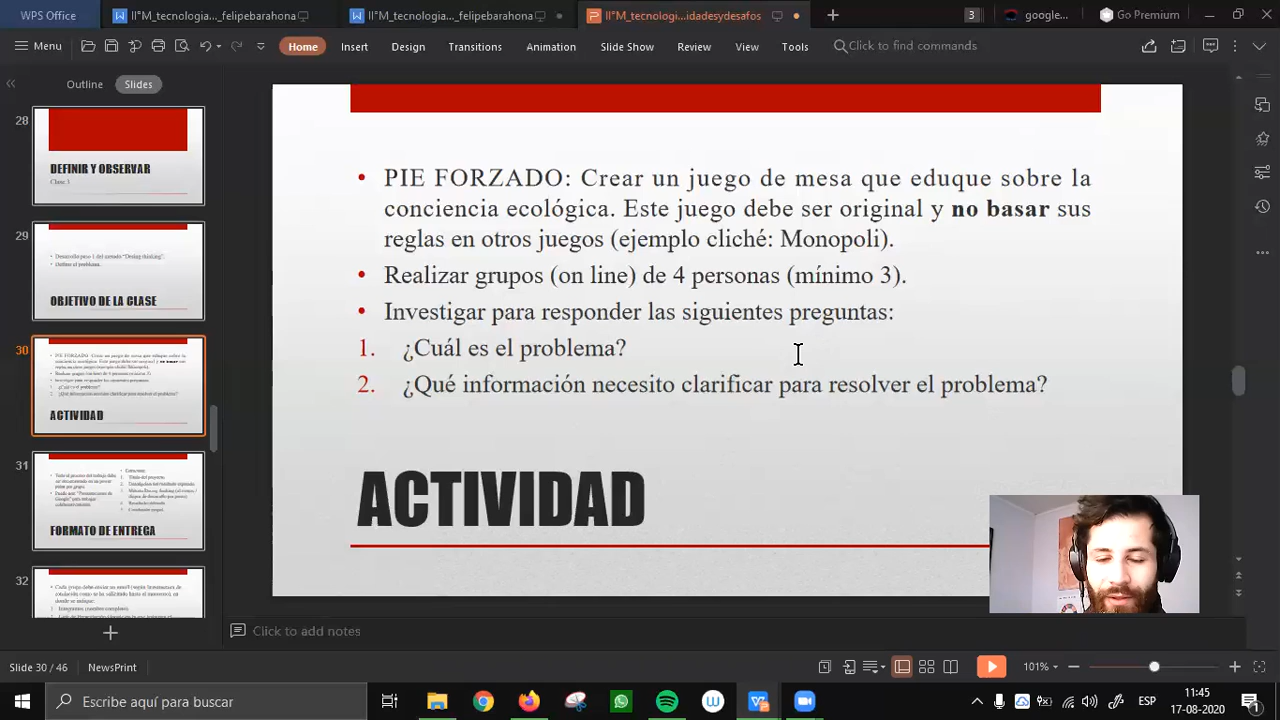 WPS Office
II°M_tecnologia..._felipebarahona
II°M_tecnologia..._felipebarahona
II°M_tecnologi...idadesydesafos
3
google...
Go Premium
Menu
Home
Insert
Design
Transitions
Animation
Slide Show
Review
View
Tools
Click to find commands
Outline
Slides
28
DEFINIR Y OBSERVAR
29
OBJETIVO DE LA CLASE
30
ACTIVIDAD
31
FORMATO DE ENTREGA
32
• PIE FORZADO: Crear un juego de mesa que eduque sobre la
conciencia ecológica. Este juego debe ser original y no basar sus
reglas en otros juegos (ejemplo cliché: Monopoli).
• Realizar grupos (on line) de 4 personas (mínimo 3).
• Investigar para responder las siguientes preguntas:
1. ¿Cuál es el problema?
2. ¿Qué información necesito clarificar para resolver el problema?
ACTIVIDAD
Click to add notes
Slide 30 / 46
NewsPrint
101%
Escribe aquí para buscar
ESP
11:45
17-08-2020